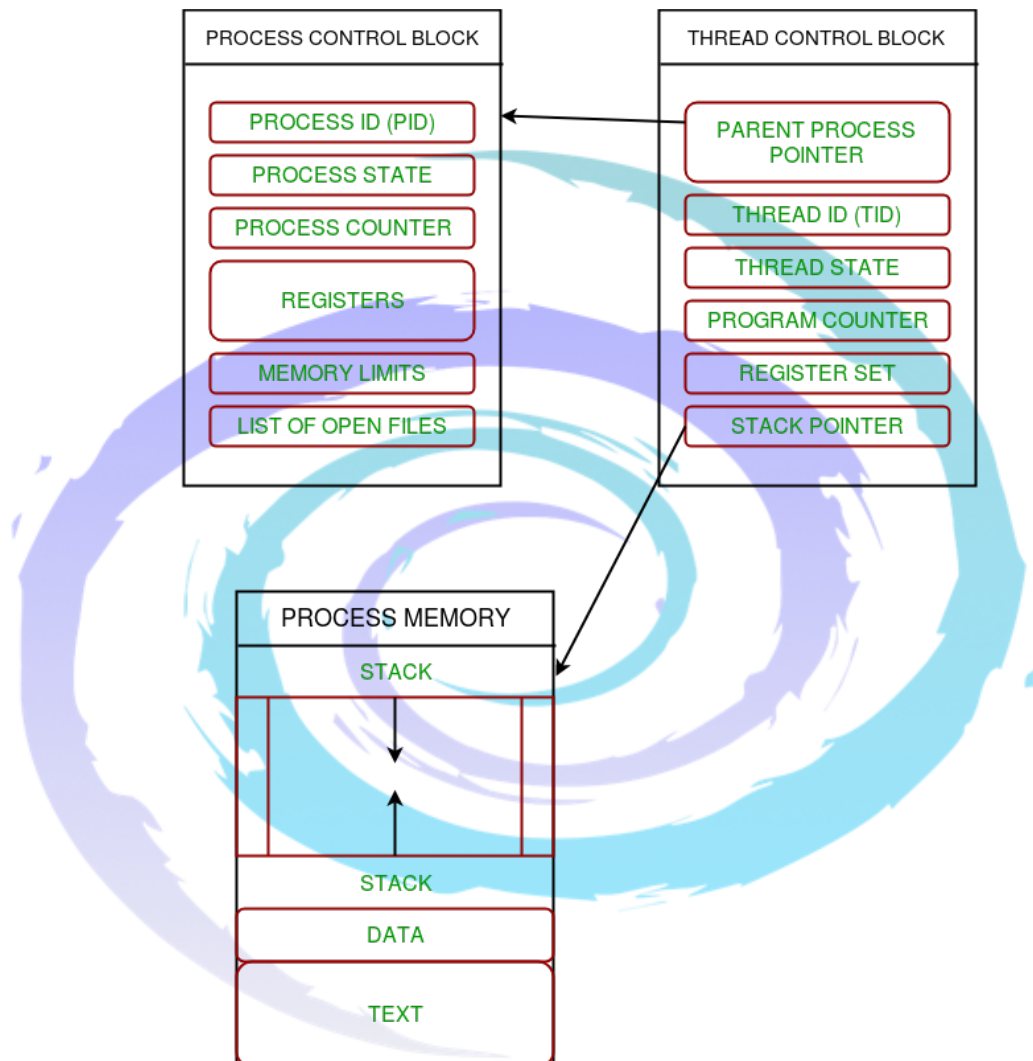 PROCESS CONTROL BLOCK
PROCESS ID (PID)
PROCESS STATE
PROCESS COUNTER
REGISTERS
MEMORY LIMITS
LIST OF OPEN FILES
THREAD CONTROL BLOCK
PARENT PROCESS
POINTER
THREAD ID (TID)
THREAD STATE
PROGRAM COUNTER
REGISTER SET
STACK POINTER
PROCESS MEMORY
STACK
STACK
DATA
TEXT